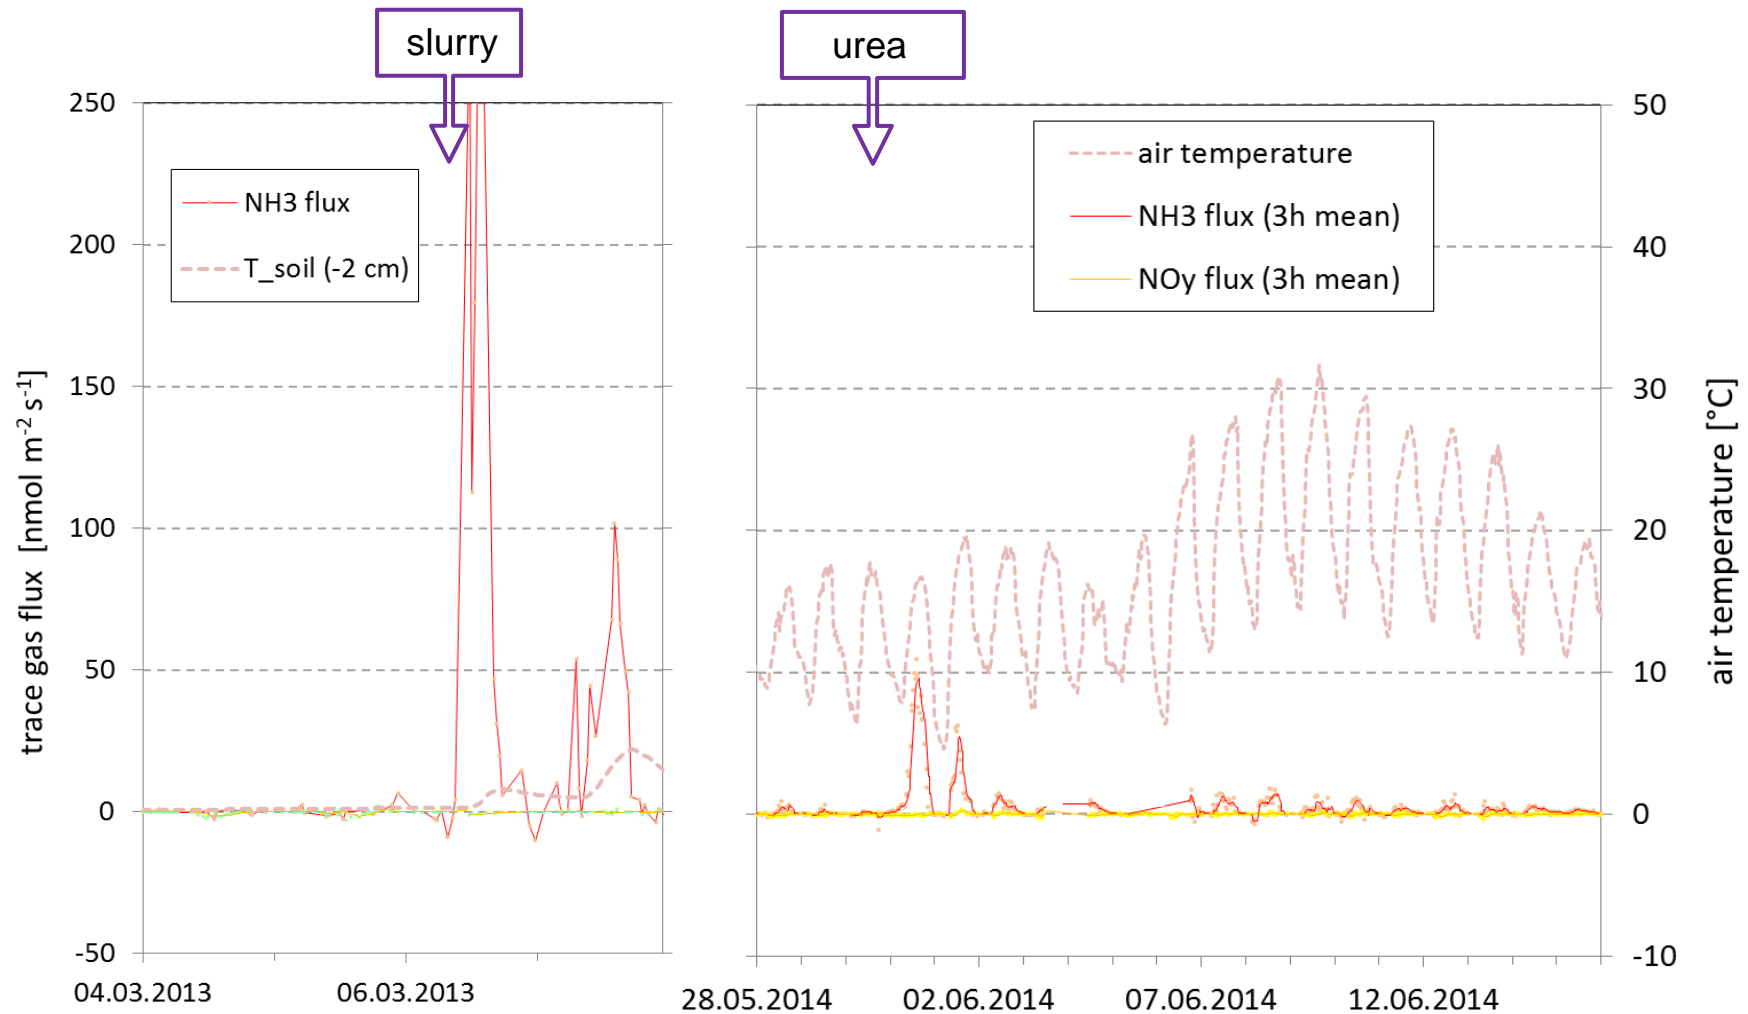 slurry
urea
250
200
150
100
50
0
-50
trace gas flux [nmol m-2 s-1]
NH3 flux
T_soil (-2 cm)
04.03.2013
06.03.2013
air temperature
NH3 flux (3h mean)
NOy flux (3h mean)
50
40
30
20
10
0
-10
air temperature [°C]
28.05.2014
02.06.2014
07.06.2014
12.06.2014